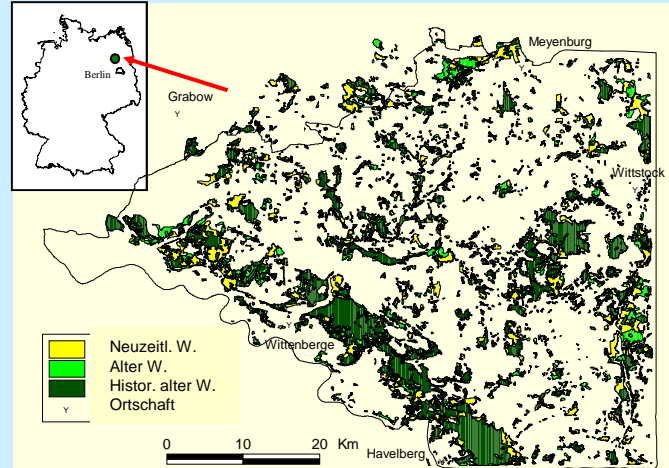 Berlin
Meyenburg
Grabow
Y
Y
Wittstock
Y
Y
Wittenberge
Neuzeitl. W.
Alter W.
Histor. alter W.
Y Ortschaft
0 10 20 Km
Havelberg